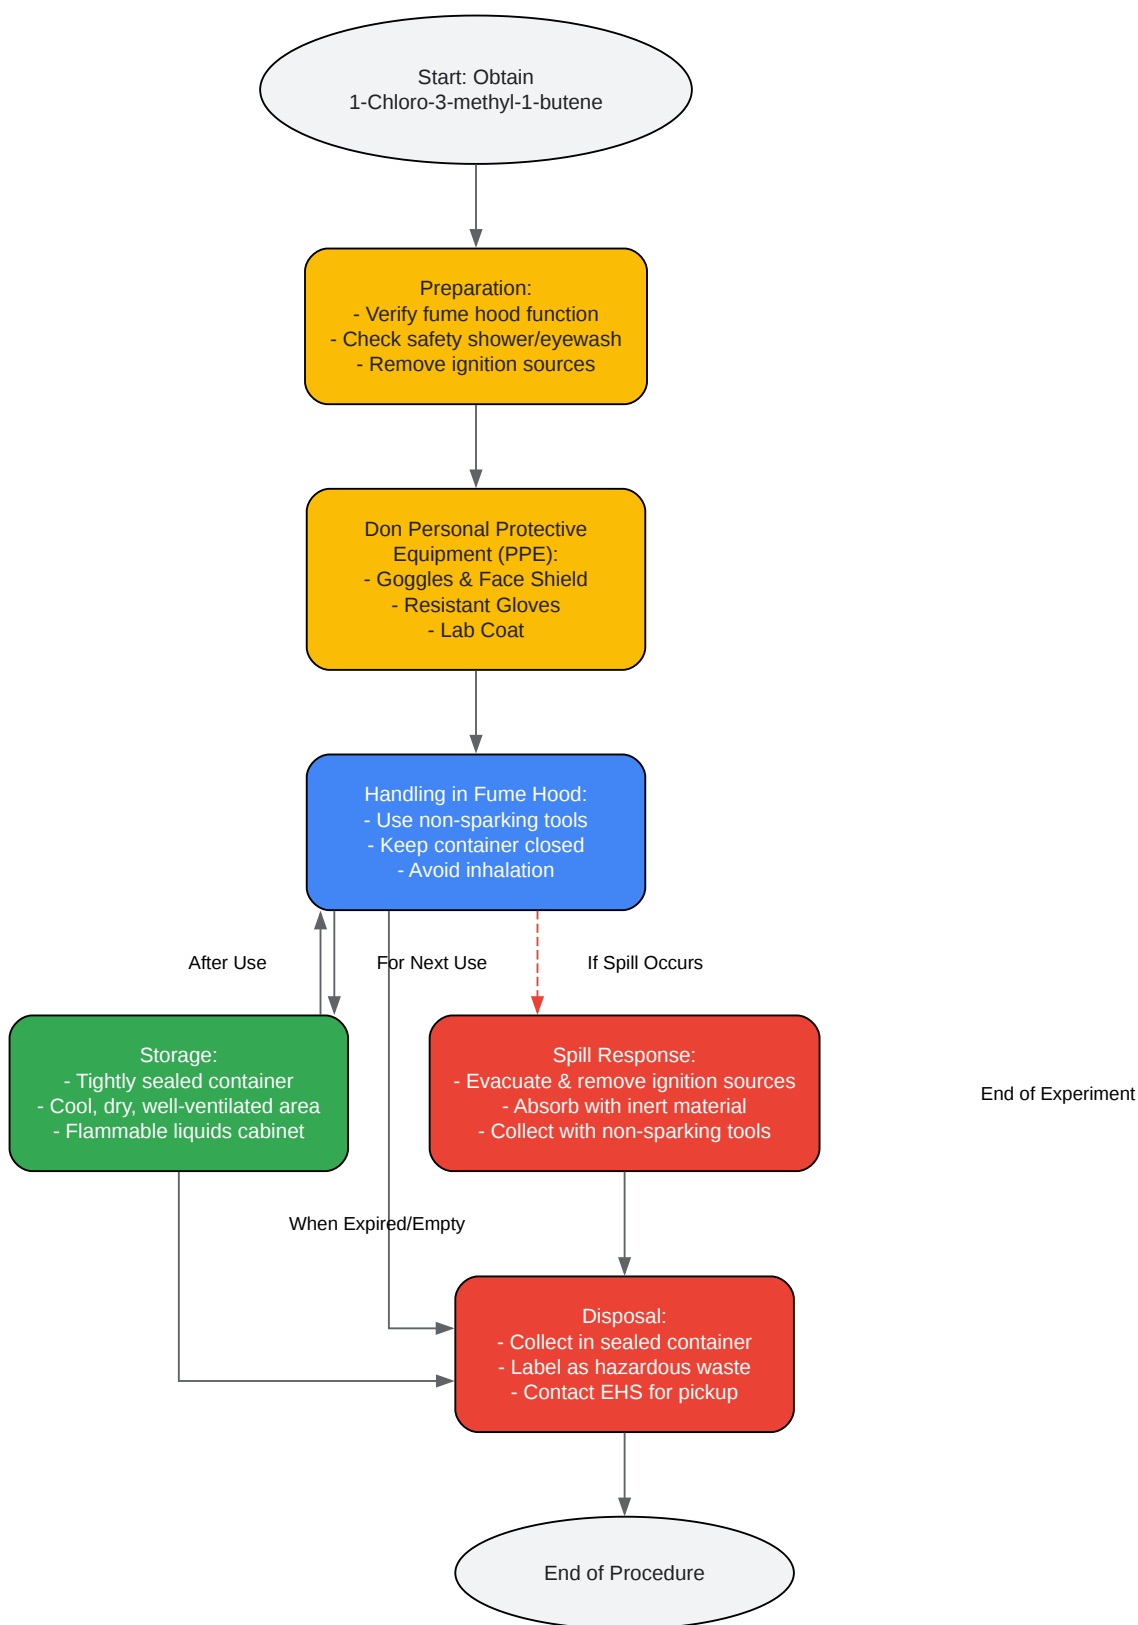 Start: Obtain
1-Chloro-3-methyl-1-butene
Preparation:
- Verify fume hood function
- Check safety shower/eyewash
- Remove ignition sources
Don Personal Protective
Equipment (PPE):
- Goggles & Face Shield
- Resistant Gloves
- Lab Coat
Handling in Fume Hood:
- Use non-sparking tools
- Keep container closed
- Avoid inhalation
After Use
For Next Use
If Spill Occurs
Storage:
- Tightly sealed container
- Cool, dry, well-ventilated area
- Flammable liquids cabinet
Spill Response:
- Evacuate & remove ignition sources
- Absorb with inert material
- Collect with non-sparking tools
End of Experiment
When Expired/Empty
Disposal:
- Collect in sealed container
- Label as hazardous waste
- Contact EHS for pickup
End of Procedure